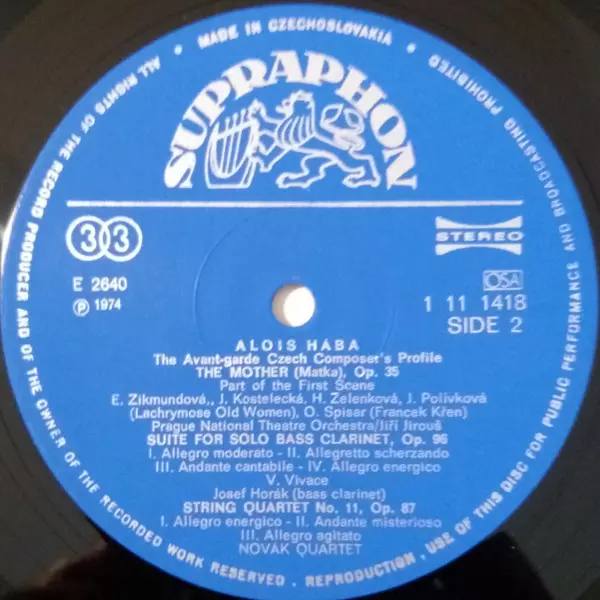 MADE IN CZECHOSLOVAKIA
ALL RIGHTS OF THE RECORD PRODUCER AND OF THE OWNER OF THE RECORDED WORK RESERVED . REPRODUCTION , USE OF THIS DISC FOR PUBLIC PERFORMANCE AND BROADCASTING PROHIBITED
SUPRAPHON
33
STEREO
E 2640
OSA
Ⓟ 1974
1 11 1418
SIDE 2
ALOIS HÁBA
The Avant-garde Czech Composer's Profile
THE MOTHER (Matka), Op. 35
Part of the First Scene
E. Zikmundová, J. Kostelecká, H. Zelenková, J. Polívková
(Lachrymose Old Women), O. Spisar (Francek Křen)
Prague National Theatre Orchestra/Jiří Jirouš
SUITE FOR SOLO BASS CLARINET, Op. 96
I. Allegro moderato - II. Allegretto scherzando
III. Andante cantabile - IV. Allegro energico
V. Vivace
Josef Horák (bass clarinet)
STRING QUARTET No. 11, Op. 87
I. Allegro energico - II. Andante misterioso
III. Allegro agitato
NOVÁK QUARTET